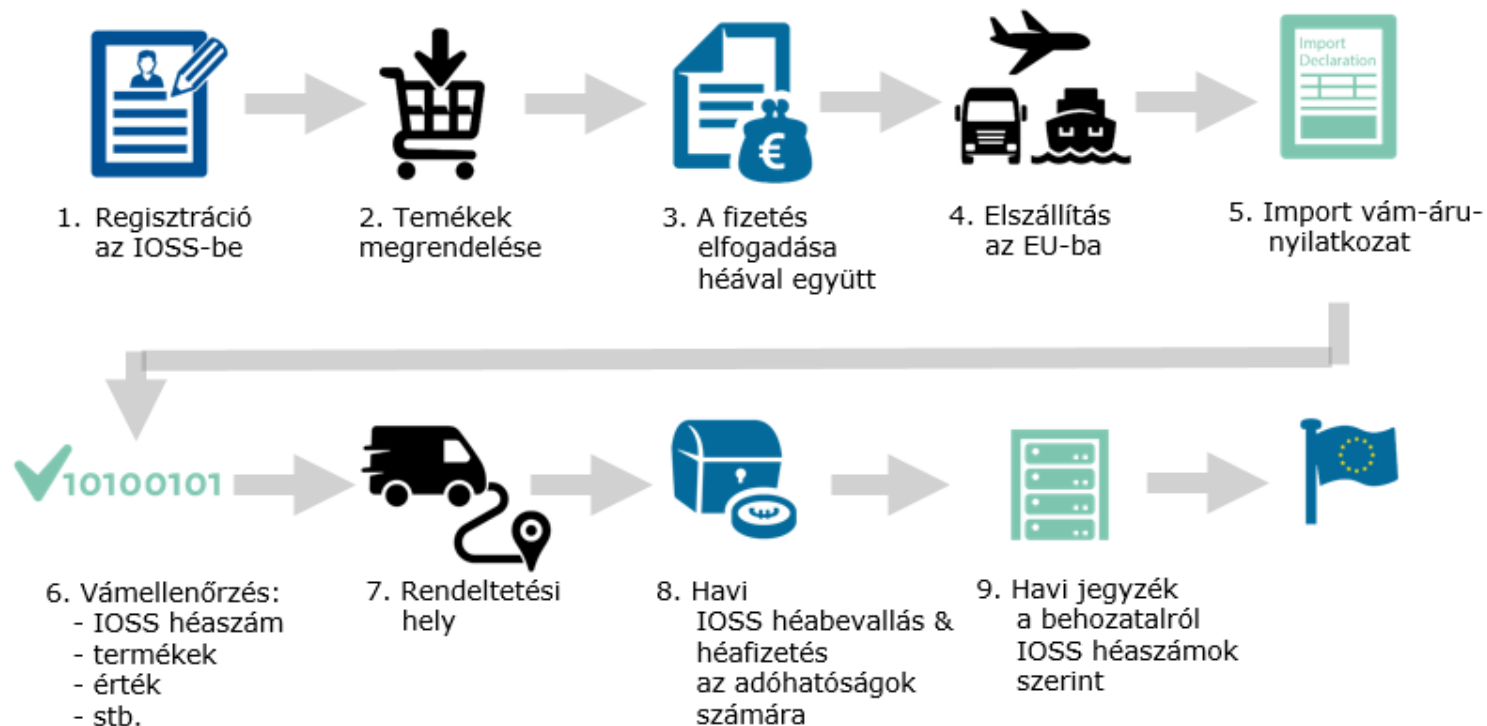 Import
Declaration
1. Regisztráció
az IOSS-be
2. Temékek
megrendelése
3. A fizetés
elfogadása
héával együtt
4. Elszállítás
az EU-ba
5. Import vám-áru-
nyilatkozat
€
10100101
6. Vámellenőrzés:
- IOSS héaszám
- termékek
- érték
- stb.
7. Rendeltetési
hely
8. Havi
IOSS héabevallás &
héafizetés
az adóhatóságok
számára
9. Havi jegyzék
a behozatalról
IOSS héaszámok
szerint